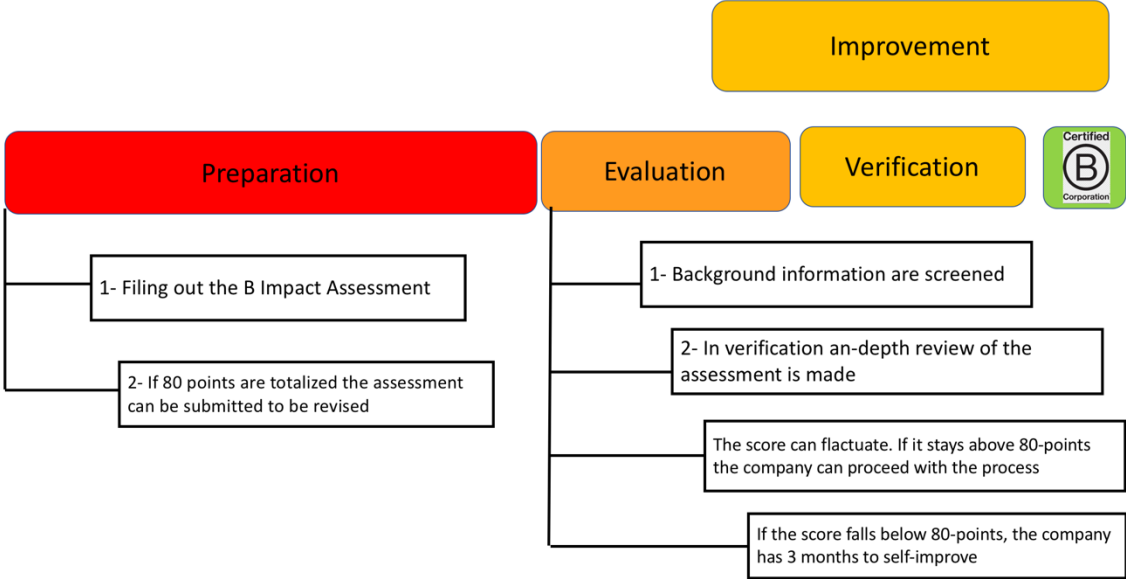 Improvement
Preparation
Evaluation
Verification
Certified
B
Corporation
1- Filing out the B Impact Assessment
2- If 80 points are totalized the assessment
can be submitted to be revised
1- Background information are screened
2- In verification an-depth review of the
assessment is made
The score can flactuate. If it stays above 80-points
the company can proceed with the process
If the score falls below 80-points, the company
has 3 months to self-improve